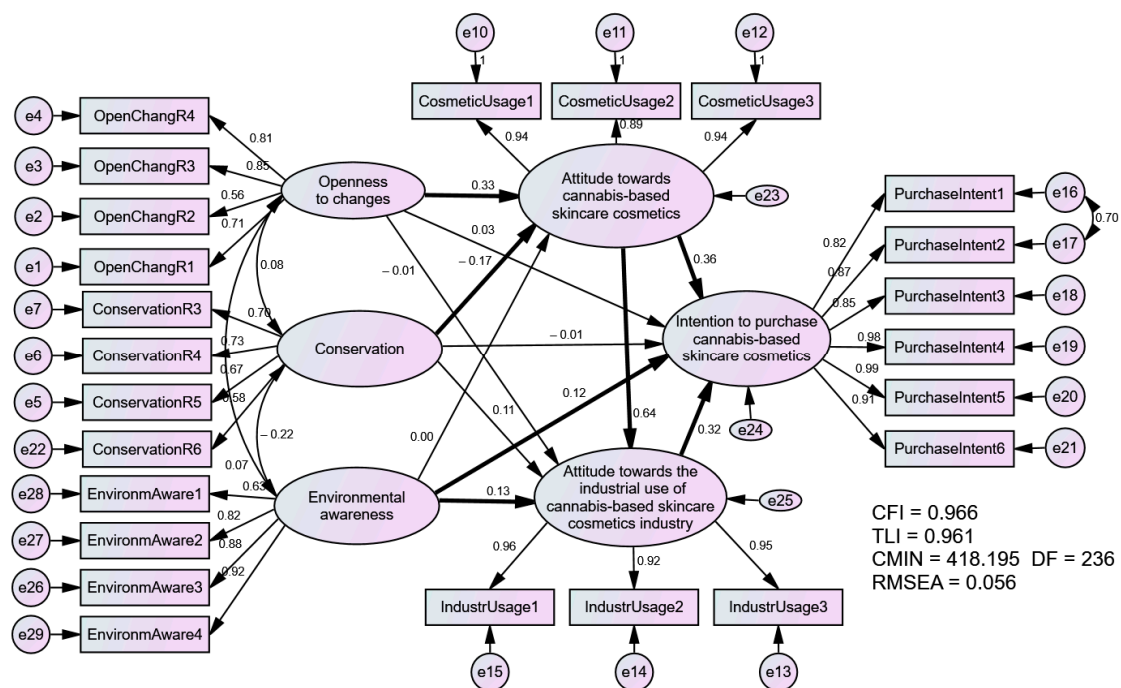 e10
e11
e12
1
1
1
CosmeticUsage1
CosmeticUsage2
CosmeticUsage3
0.94
0.89
0.94
e4
OpenChangR4
e3
OpenChangR3
e2
OpenChangR2
e1
OpenChangR1
e7
ConservationR3
e6
ConservationR4
e5
ConservationR5
e22
ConservationR6
e28
EnvironmAware1
e27
EnvironmAware2
e26
EnvironmAware3
e29
EnvironmAware4
0.81
0.85
0.56
0.71
0.08
0.70
0.73
0.67
0.58
– 0.22
0.07
0.63
0.82
0.88
0.92
Openness
to changes
Conservation
Environmental
awareness
0.33
0.03
– 0.17
– 0.01
–0.01
0.12
0.11
0.00
0.13
Attitude towards
cannabis-based
skincare cosmetics
e23
0.36
0.64
0.32
Intention to purchase
cannabis-based
skincare cosmetics
e24
Attitude towards the
industrial use of
cannabis-based skincare
cosmetics industry
e25
0.96
0.92
0.95
IndustrUsage1
IndustrUsage2
IndustrUsage3
e15
e14
e13
0.82
0.87
0.85
0.98
0.99
0.91
PurchaseIntent1
e16
PurchaseIntent2
e17
0.70
PurchaseIntent3
e18
PurchaseIntent4
e19
PurchaseIntent5
e20
PurchaseIntent6
e21
CFI = 0.966
TLI = 0.961
CMIN = 418.195 DF = 236
RMSEA = 0.056